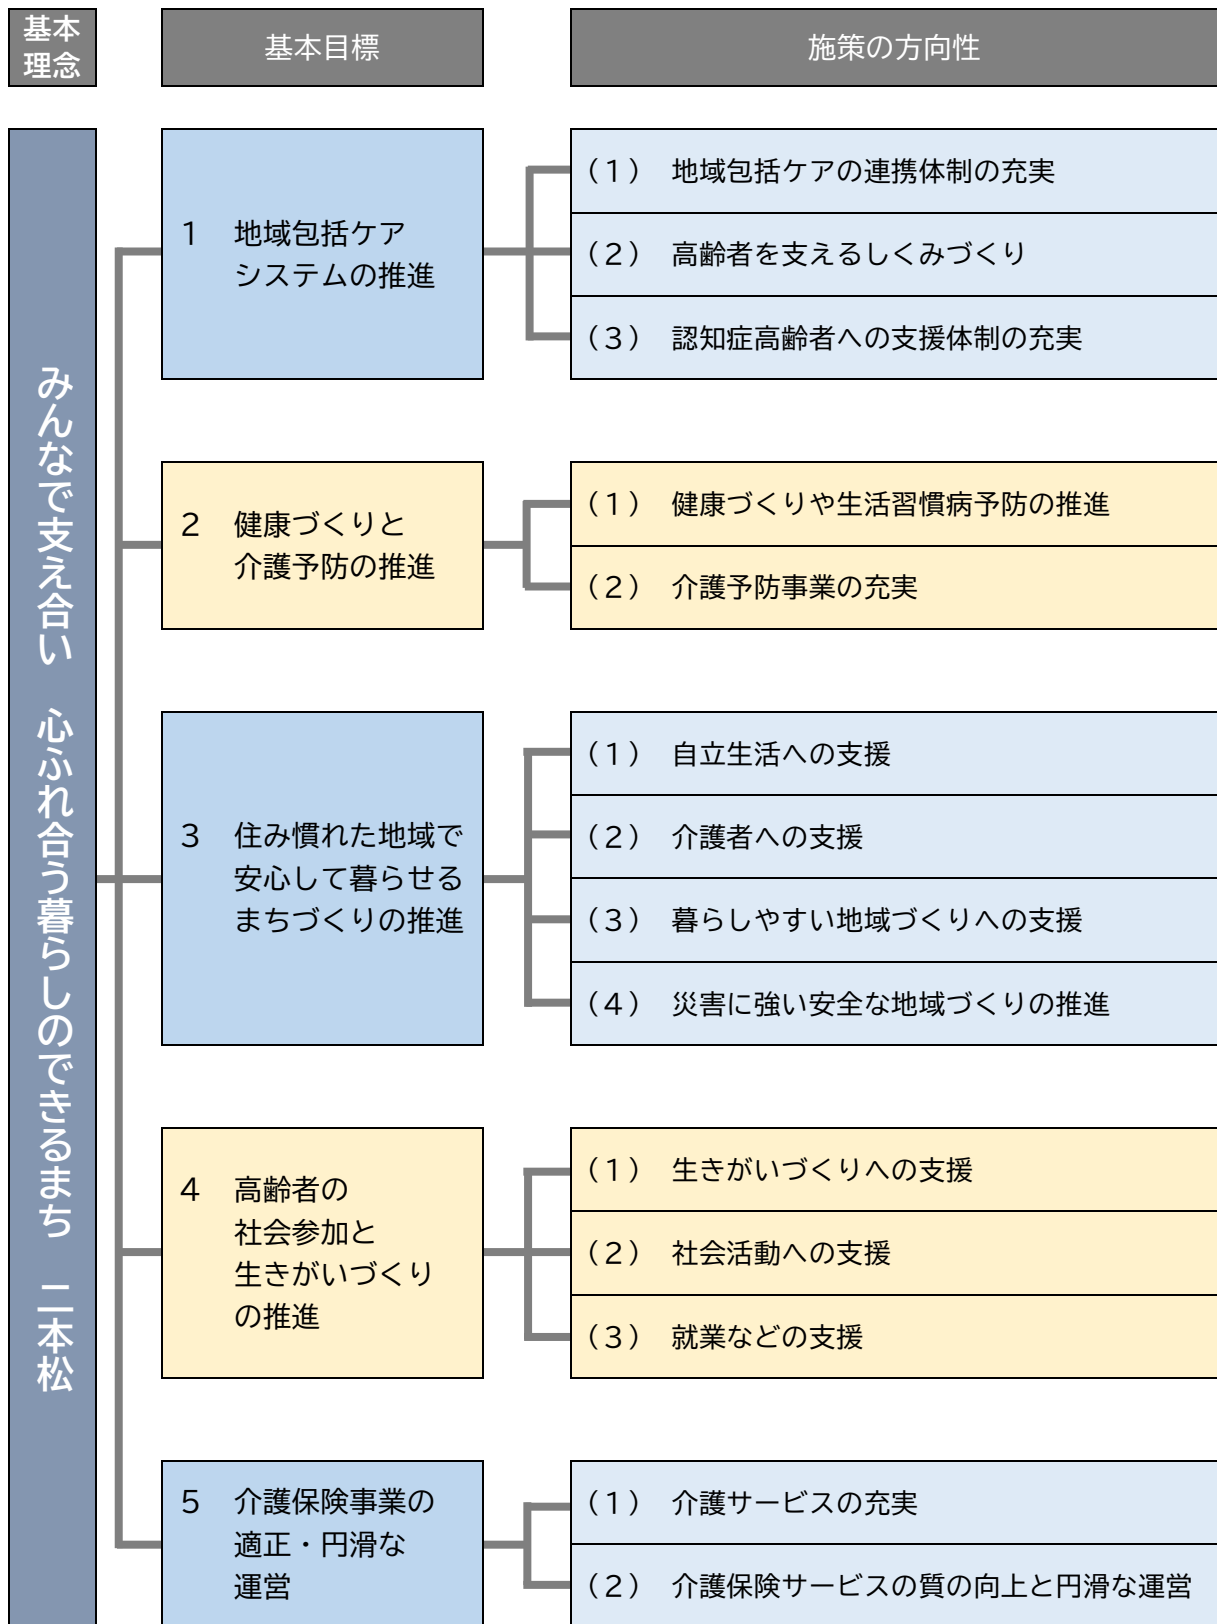 基本
理念
基本目標
施策の方向性
みんなで支え合い　心ふれ合う暮らしのできるまち　二本松
１　地域包括ケア
システムの推進
（１）　地域包括ケアの連携体制の充実
（２）　高齢者を支えるしくみづくり
（３）　認知症高齢者への支援体制の充実
２　健康づくりと
介護予防の推進
（１）　健康づくりや生活習慣病予防の推進
（２）　介護予防事業の充実
３　住み慣れた地域で
安心して暮らせる
まちづくりの推進
（１）　自立生活への支援
（２）　介護者への支援
（３）　暮らしやすい地域づくりへの支援
（４）　災害に強い安全な地域づくりの推進
４　高齢者の
社会参加と
生きがいづくり
の推進
（１）　生きがいづくりへの支援
（２）　社会活動への支援
（３）　就業などの支援
５　介護保険事業の
適正・円滑な
運営
（１）　介護サービスの充実
（２）　介護保険サービスの質の向上と円滑な運営